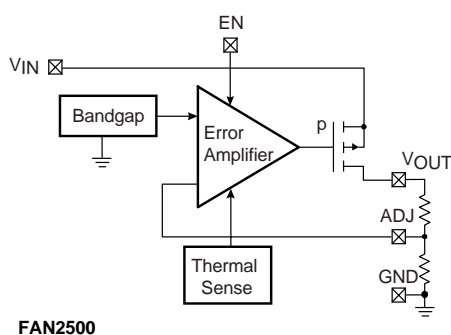 EN
VIN
Bandgap
Error
Amplifier
p
VOUT
ADJ
Thermal
Sense
GND
FAN2500